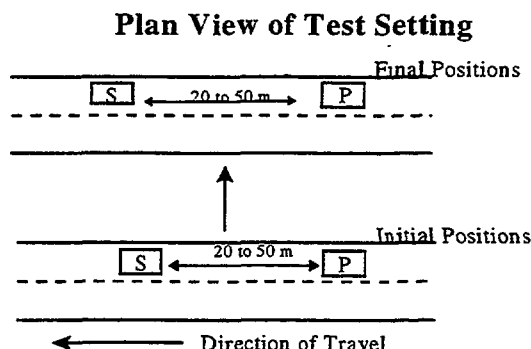 Plan View of Test Setting
Final Positions
S 20 to 50 m P
Initial Positions
S 20 to 50 m P
Direction of Travel